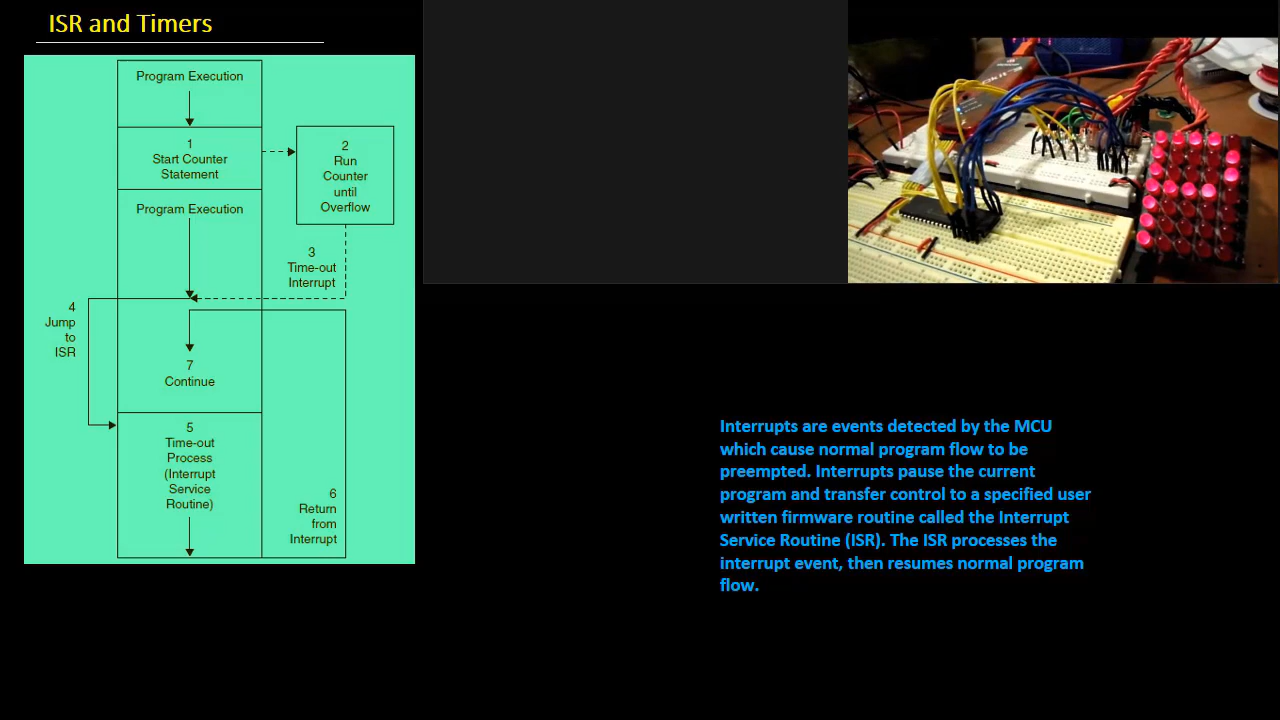 ISR and Timers
Program Execution
1
Start Counter
Statement
2
Run
Counter
until
Overflow
Program Execution
3
Time-out
Interrupt
4
Jump
to
ISR
7
Continue
5
Time-out
Process
(Interrupt
Service
Routine)
6
Return
from
Interrupt
Interrupts are events detected by the MCU
which cause normal program flow to be
preempted. Interrupts pause the current
program and transfer control to a specified user
written firmware routine called the Interrupt
Service Routine (ISR). The ISR processes the
interrupt event, then resumes normal program
flow.